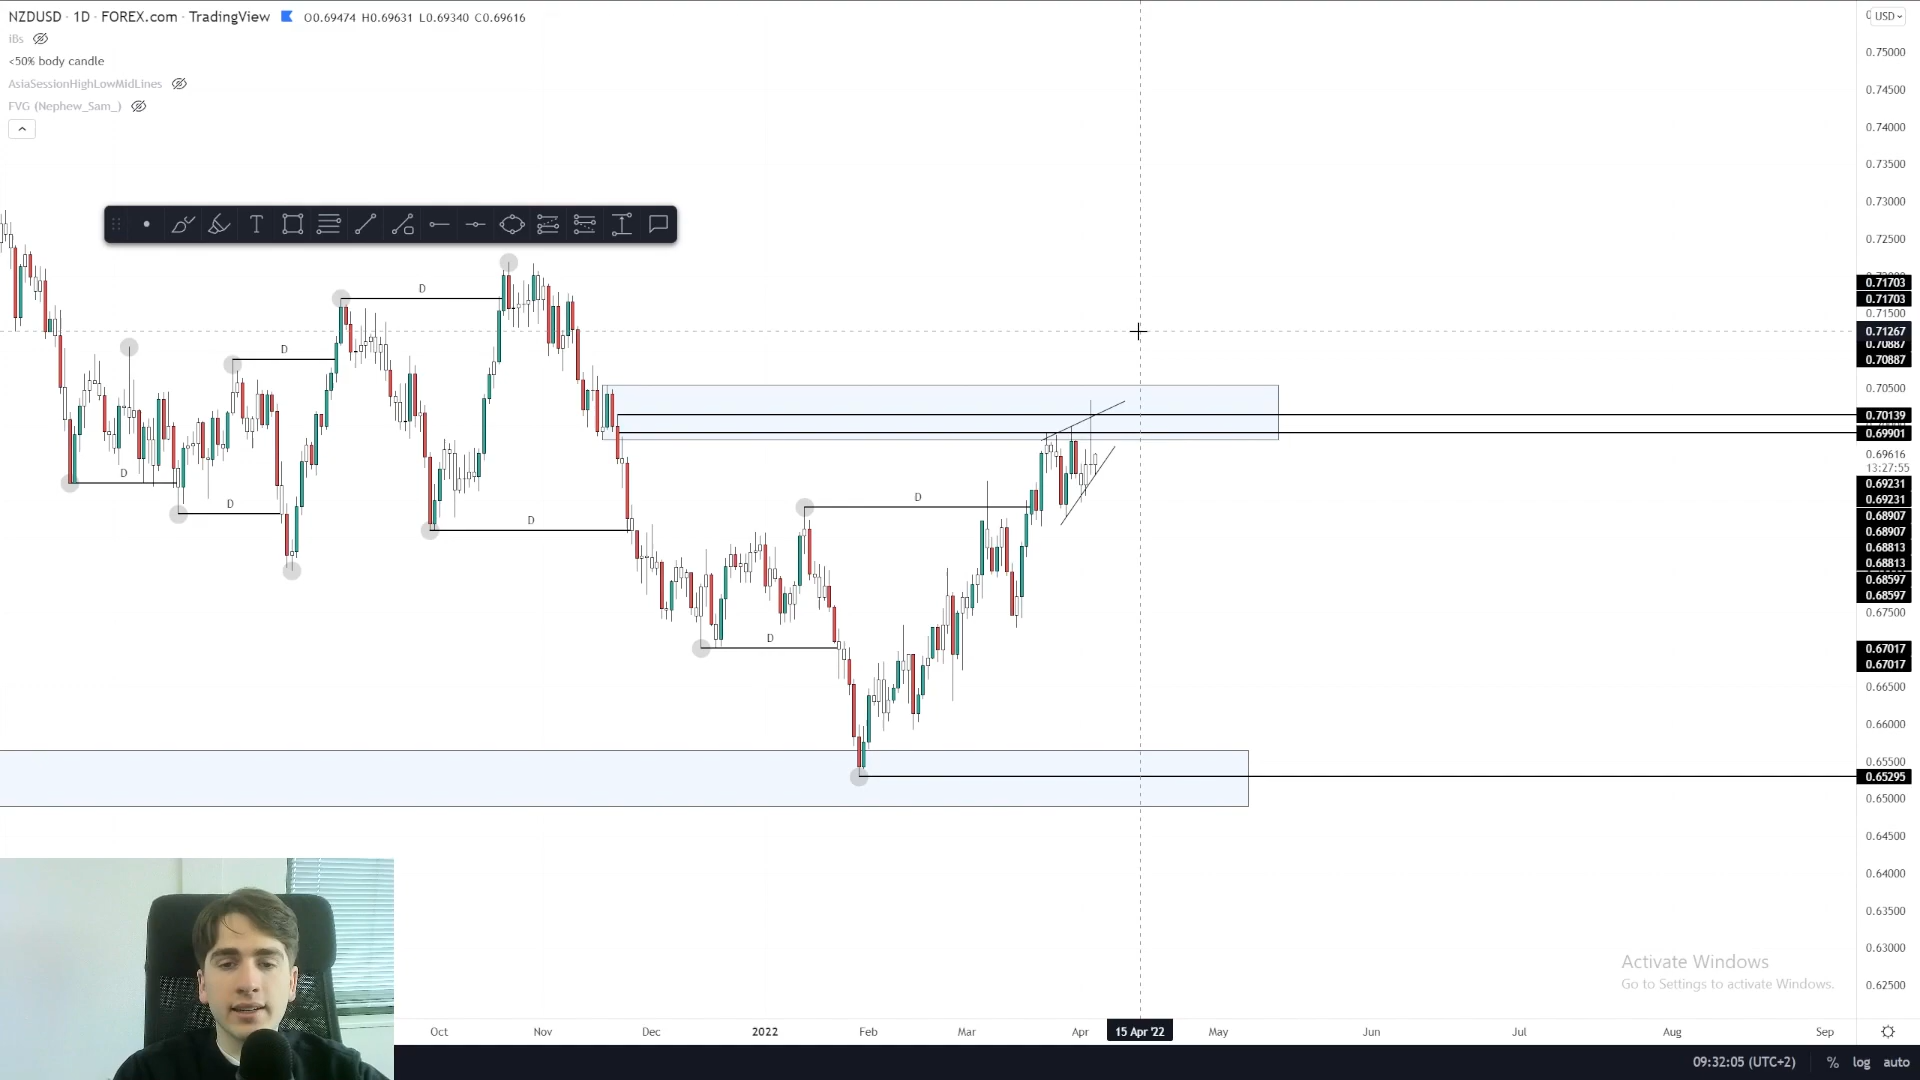 NZDUSD · 1D · FOREX.com · TradingView O0.69474 H0.69631 L0.69340 C0.69616
iBs
<50% body candle
AsiaSessionHighLowMidLines
FVG (Nephew_Sam_)
USD
0.75000
0.74500
0.74000
0.73500
0.73000
0.72500
0.71703
0.71703
0.71500
0.71267
0.70887
0.70887
0.70500
0.70139
0.69901
0.69616
13:27:55
0.69231
0.69231
0.68907
0.68907
0.68813
0.68813
0.68597
0.68597
0.67500
0.67017
0.67017
0.66500
0.66000
0.65500
0.65295
0.65000
0.64500
0.64000
0.63500
0.63000
0.62500
T
D
D
D
D
D
D
D
D
Activate Windows
Go to Settings to activate Windows.
Oct Nov Dec 2022 Feb Mar Apr 15 Apr '22 May Jun Jul Aug Sep
09:32:05 (UTC+2) % log auto